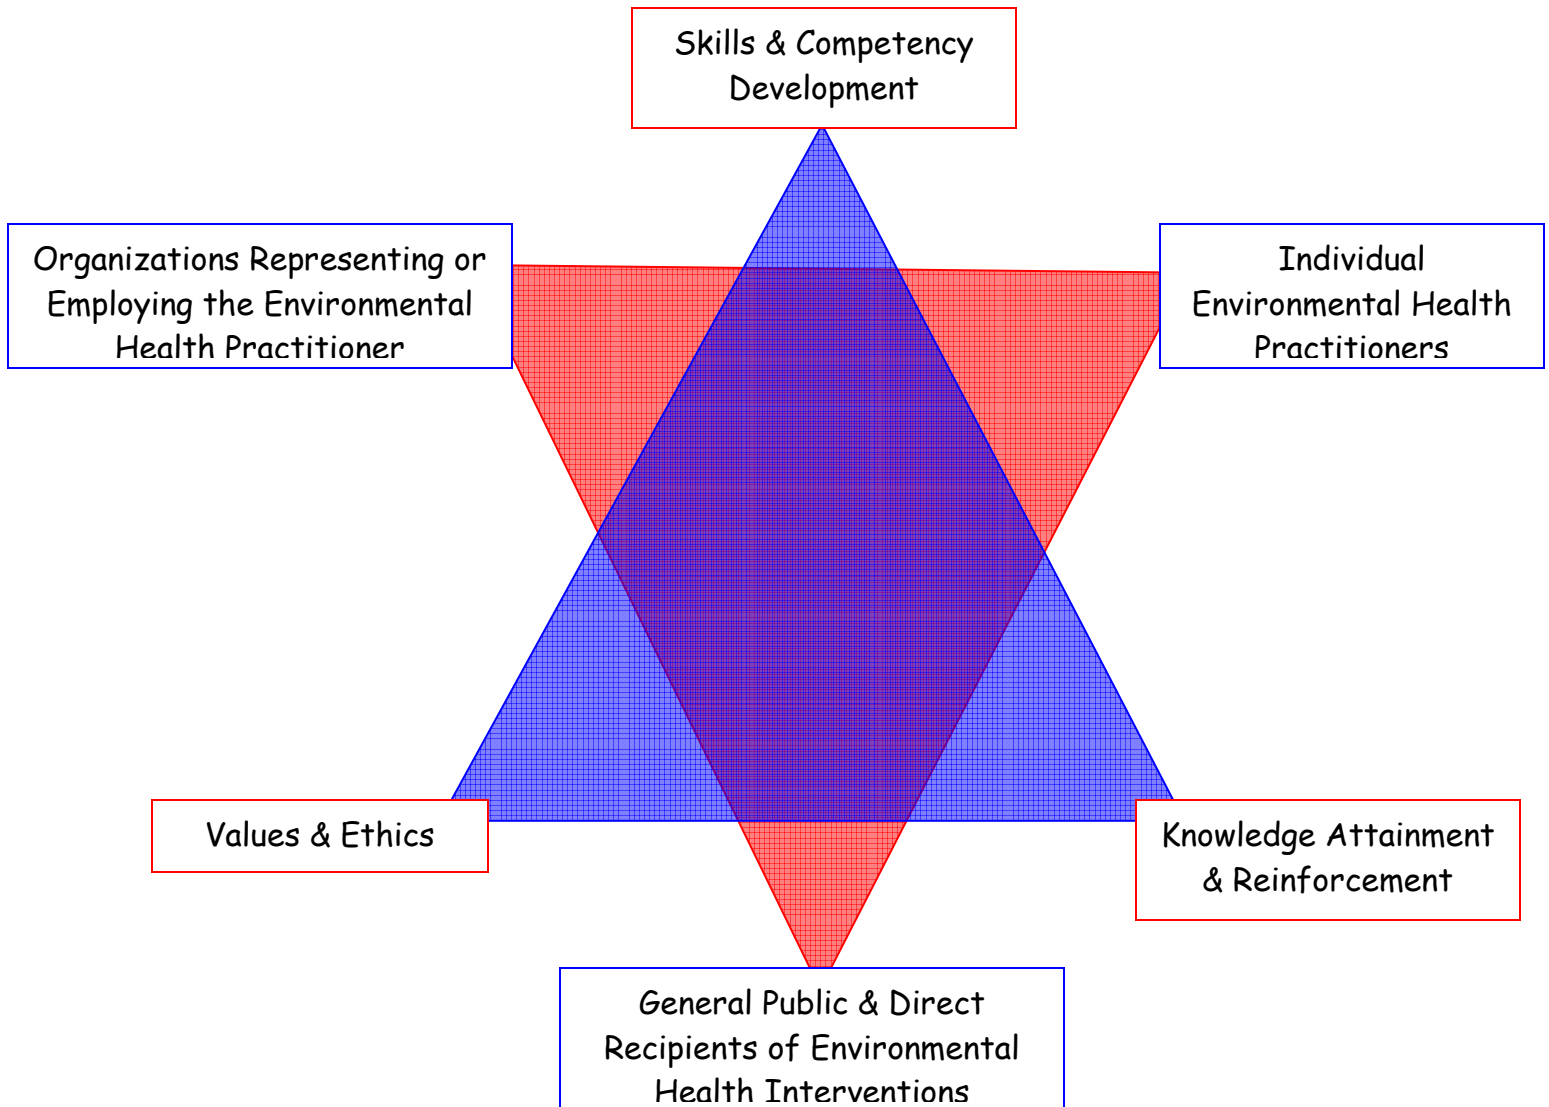 Skills & Competency
Development
Organizations Representing or
Employing the Environmental
Health Practitioner
Individual
Environmental Health
Practitioners
Values & Ethics
Knowledge Attainment
& Reinforcement
General Public & Direct
Recipients of Environmental
Health Interventions